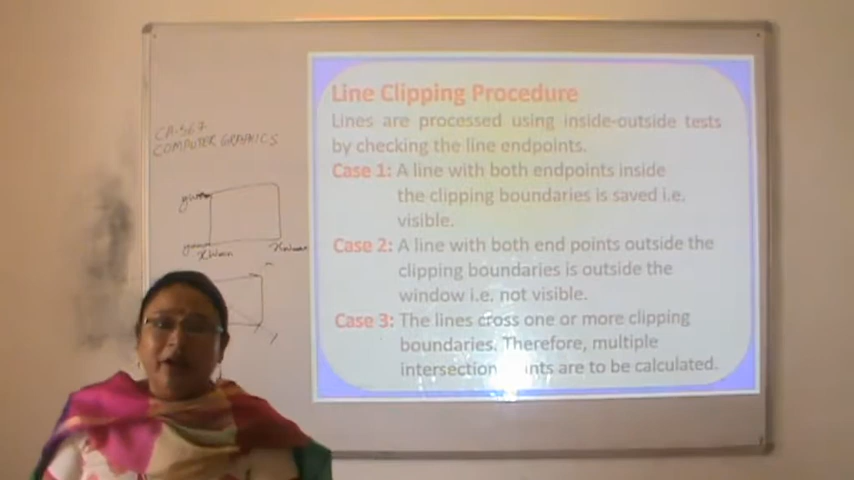 CA-567
COMPUTER GRAPHICS
Line Clipping Procedure
Lines are processed using inside-outside tests
by checking the line endpoints.
Case 1: A line with both endpoints inside
the clipping boundaries is saved i.e.
visible.
Case 2: A line with both end points outside the
clipping boundaries is outside the
window i.e. not visible.
Case 3: The lines cross one or more clipping
boundaries. Therefore, multiple
intersection are to be calculated.